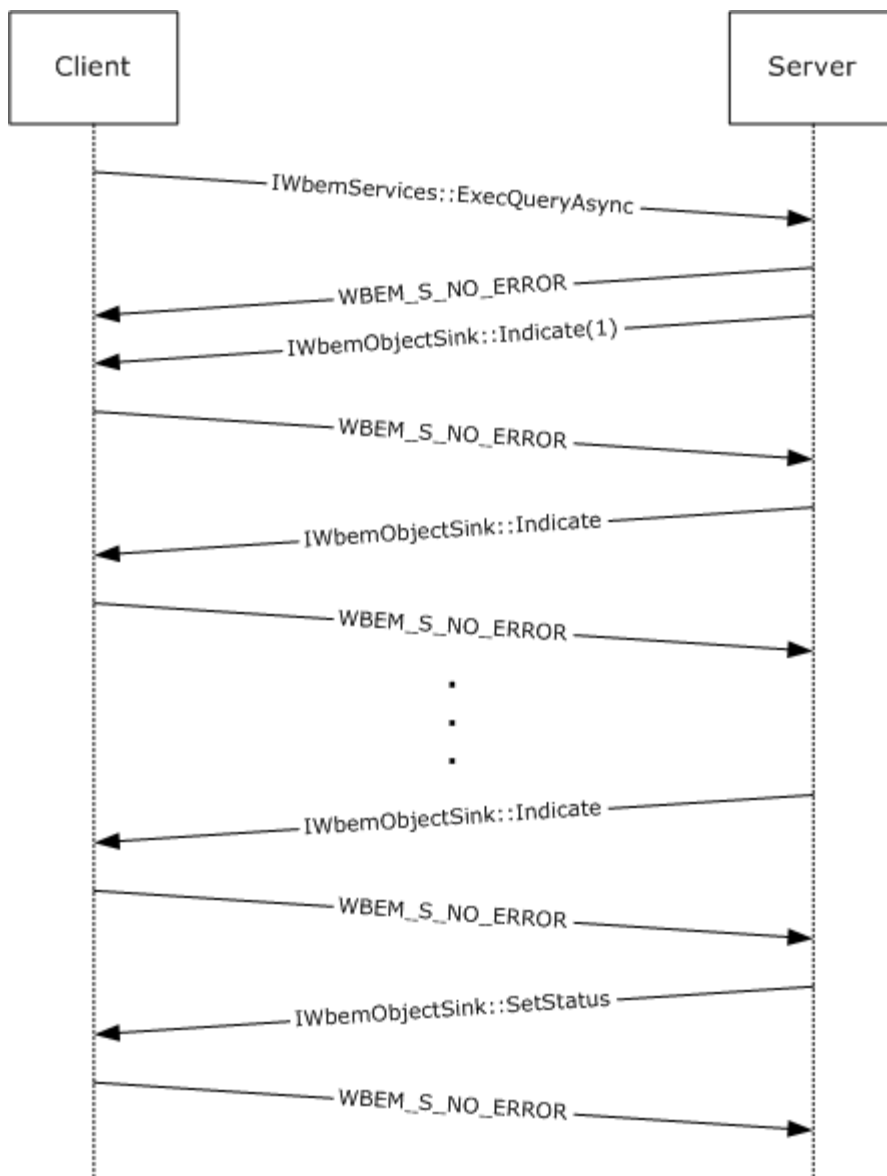 Client
Server
IWbemServices::ExecQueryAsync
WBEM_S_NO_ERROR
IWbemObjectSink::Indicate(1)
WBEM_S_NO_ERROR
IWbemObjectSink::Indicate
WBEM_S_NO_ERROR
IWbemObjectSink::Indicate
WBEM_S_NO_ERROR
IWbemObjectSink::SetStatus
WBEM_S_NO_ERROR